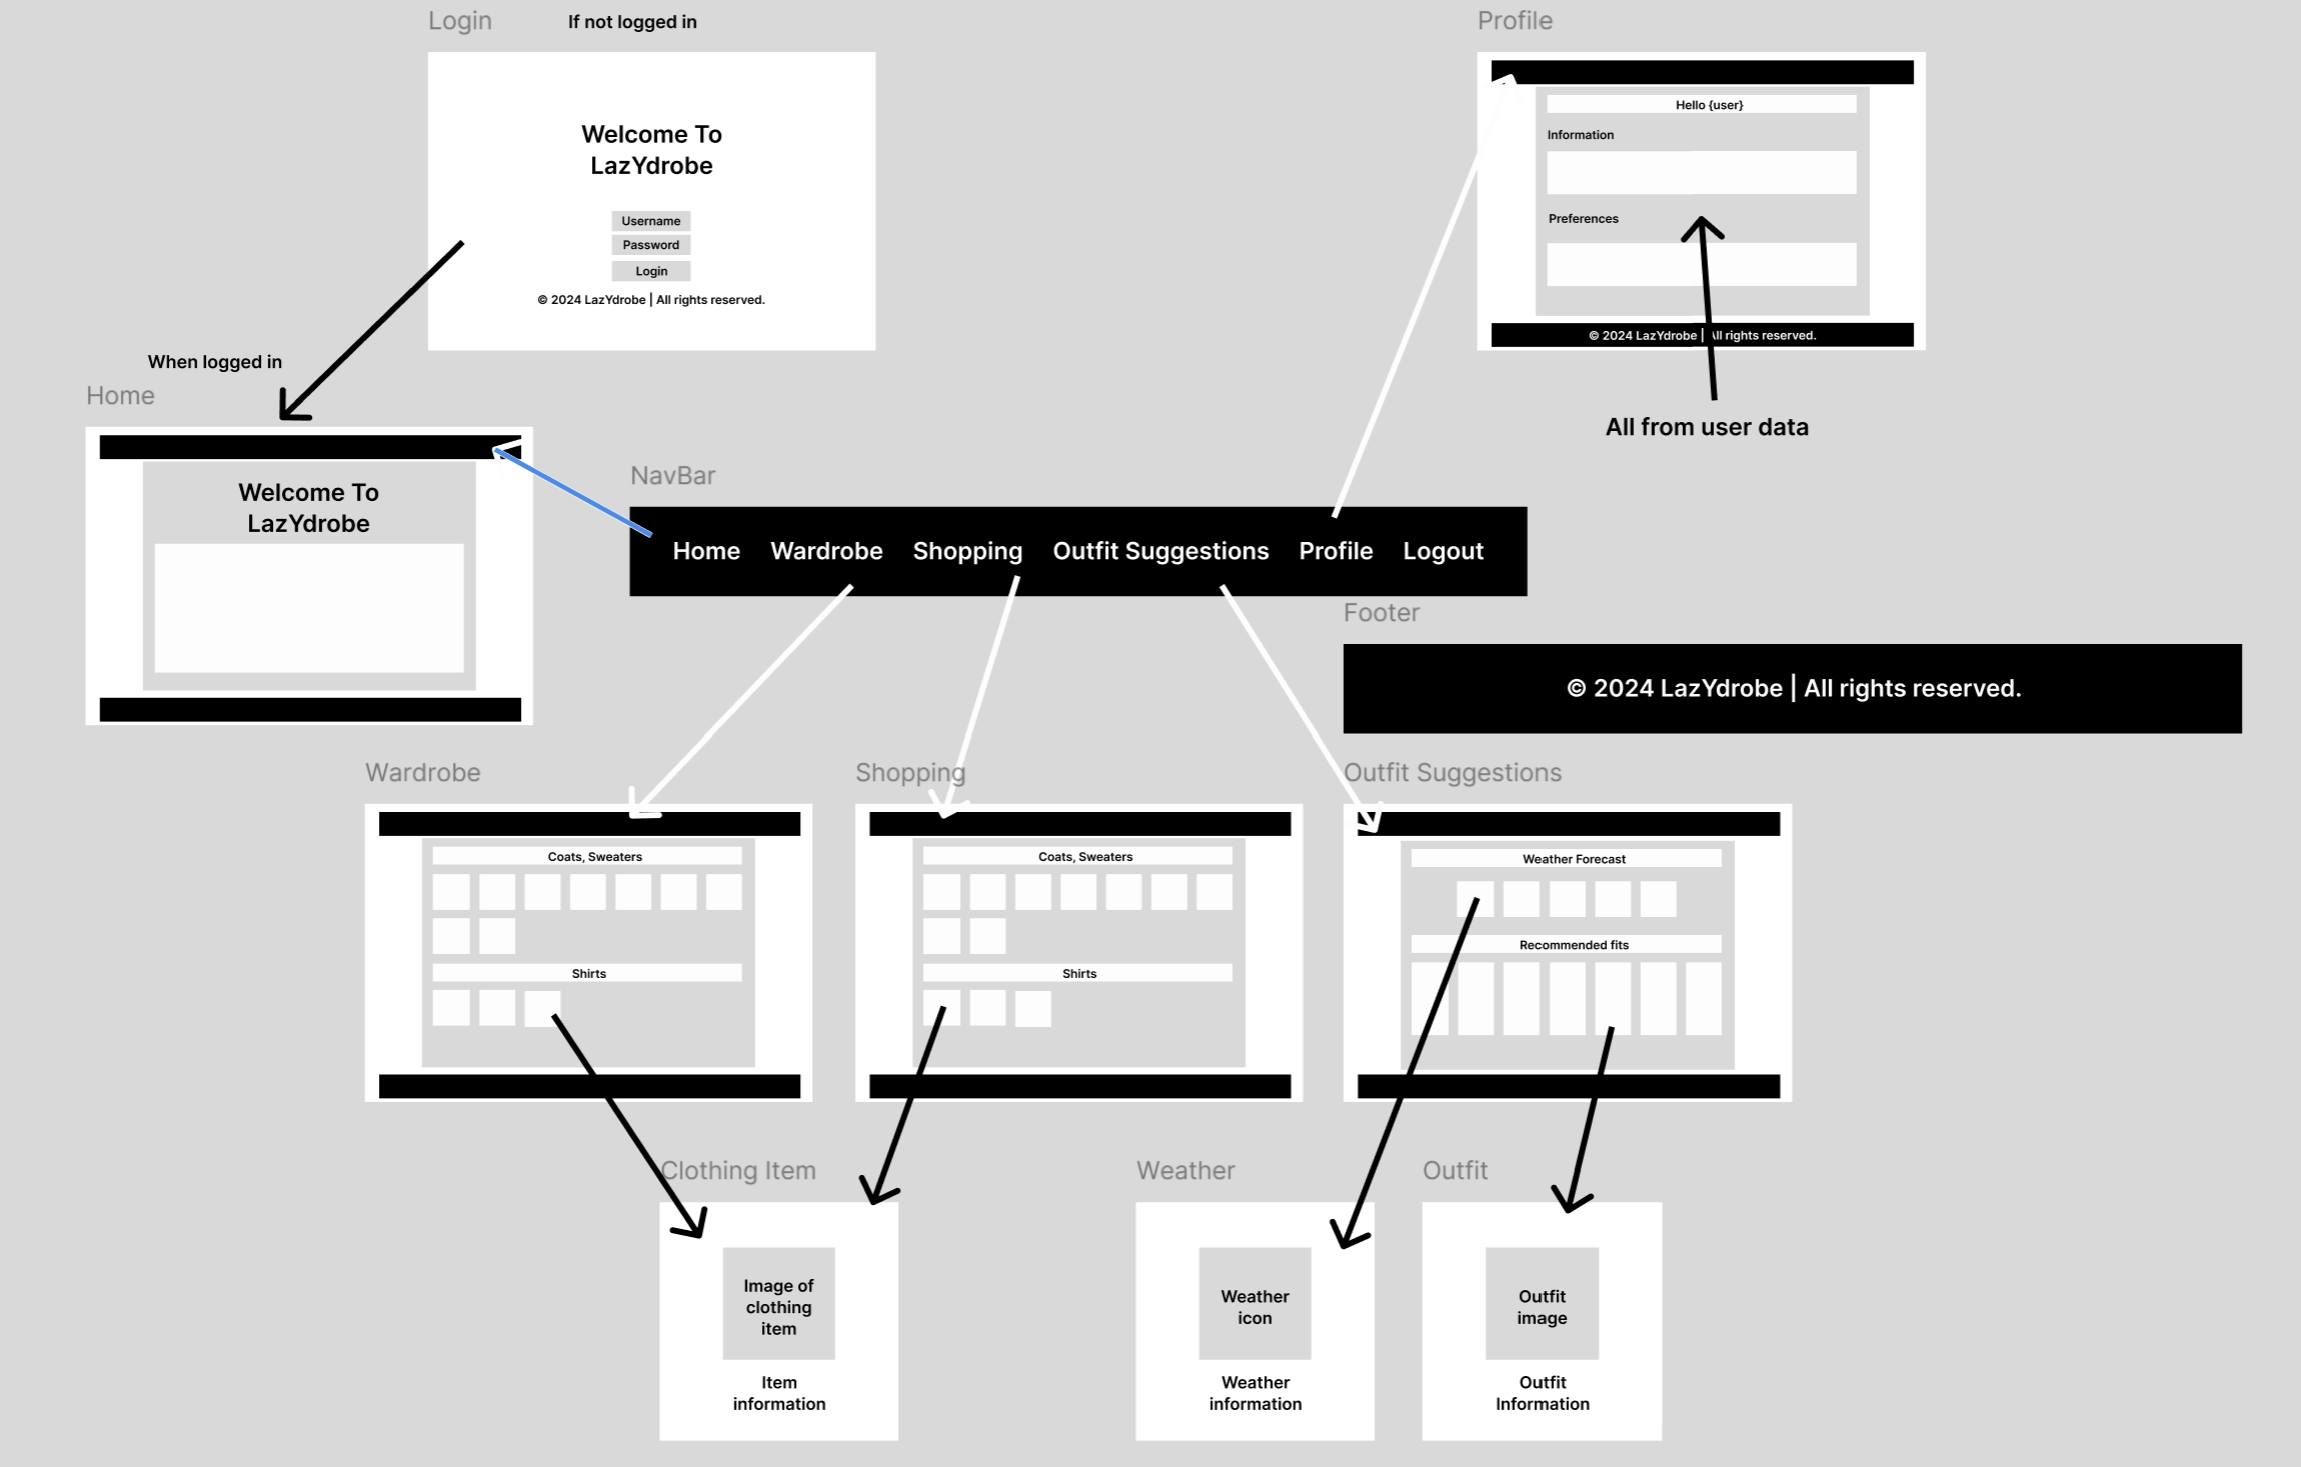 Login
If not logged in
Welcome To
LazYdrobe
Username
Password
Login
© 2024 LazYdrobe | All rights reserved.
Profile
Hello {user}
Information
Preferences
© 2024 LazYdrobe | All rights reserved.
All from user data
When logged in
Home
Welcome To
LazYdrobe
NavBar
Home Wardrobe Shopping Outfit Suggestions Profile Logout
Footer
© 2024 LazYdrobe | All rights reserved.
Wardrobe
Coats, Sweaters
Shirts
Shopping
Coats, Sweaters
Shirts
Outfit Suggestions
Weather Forecast
Recommended fits
Clothing Item
Image of
clothing
item
Item
information
Weather
Weather
icon
Weather
information
Outfit
Outfit
image
Outfit
Information